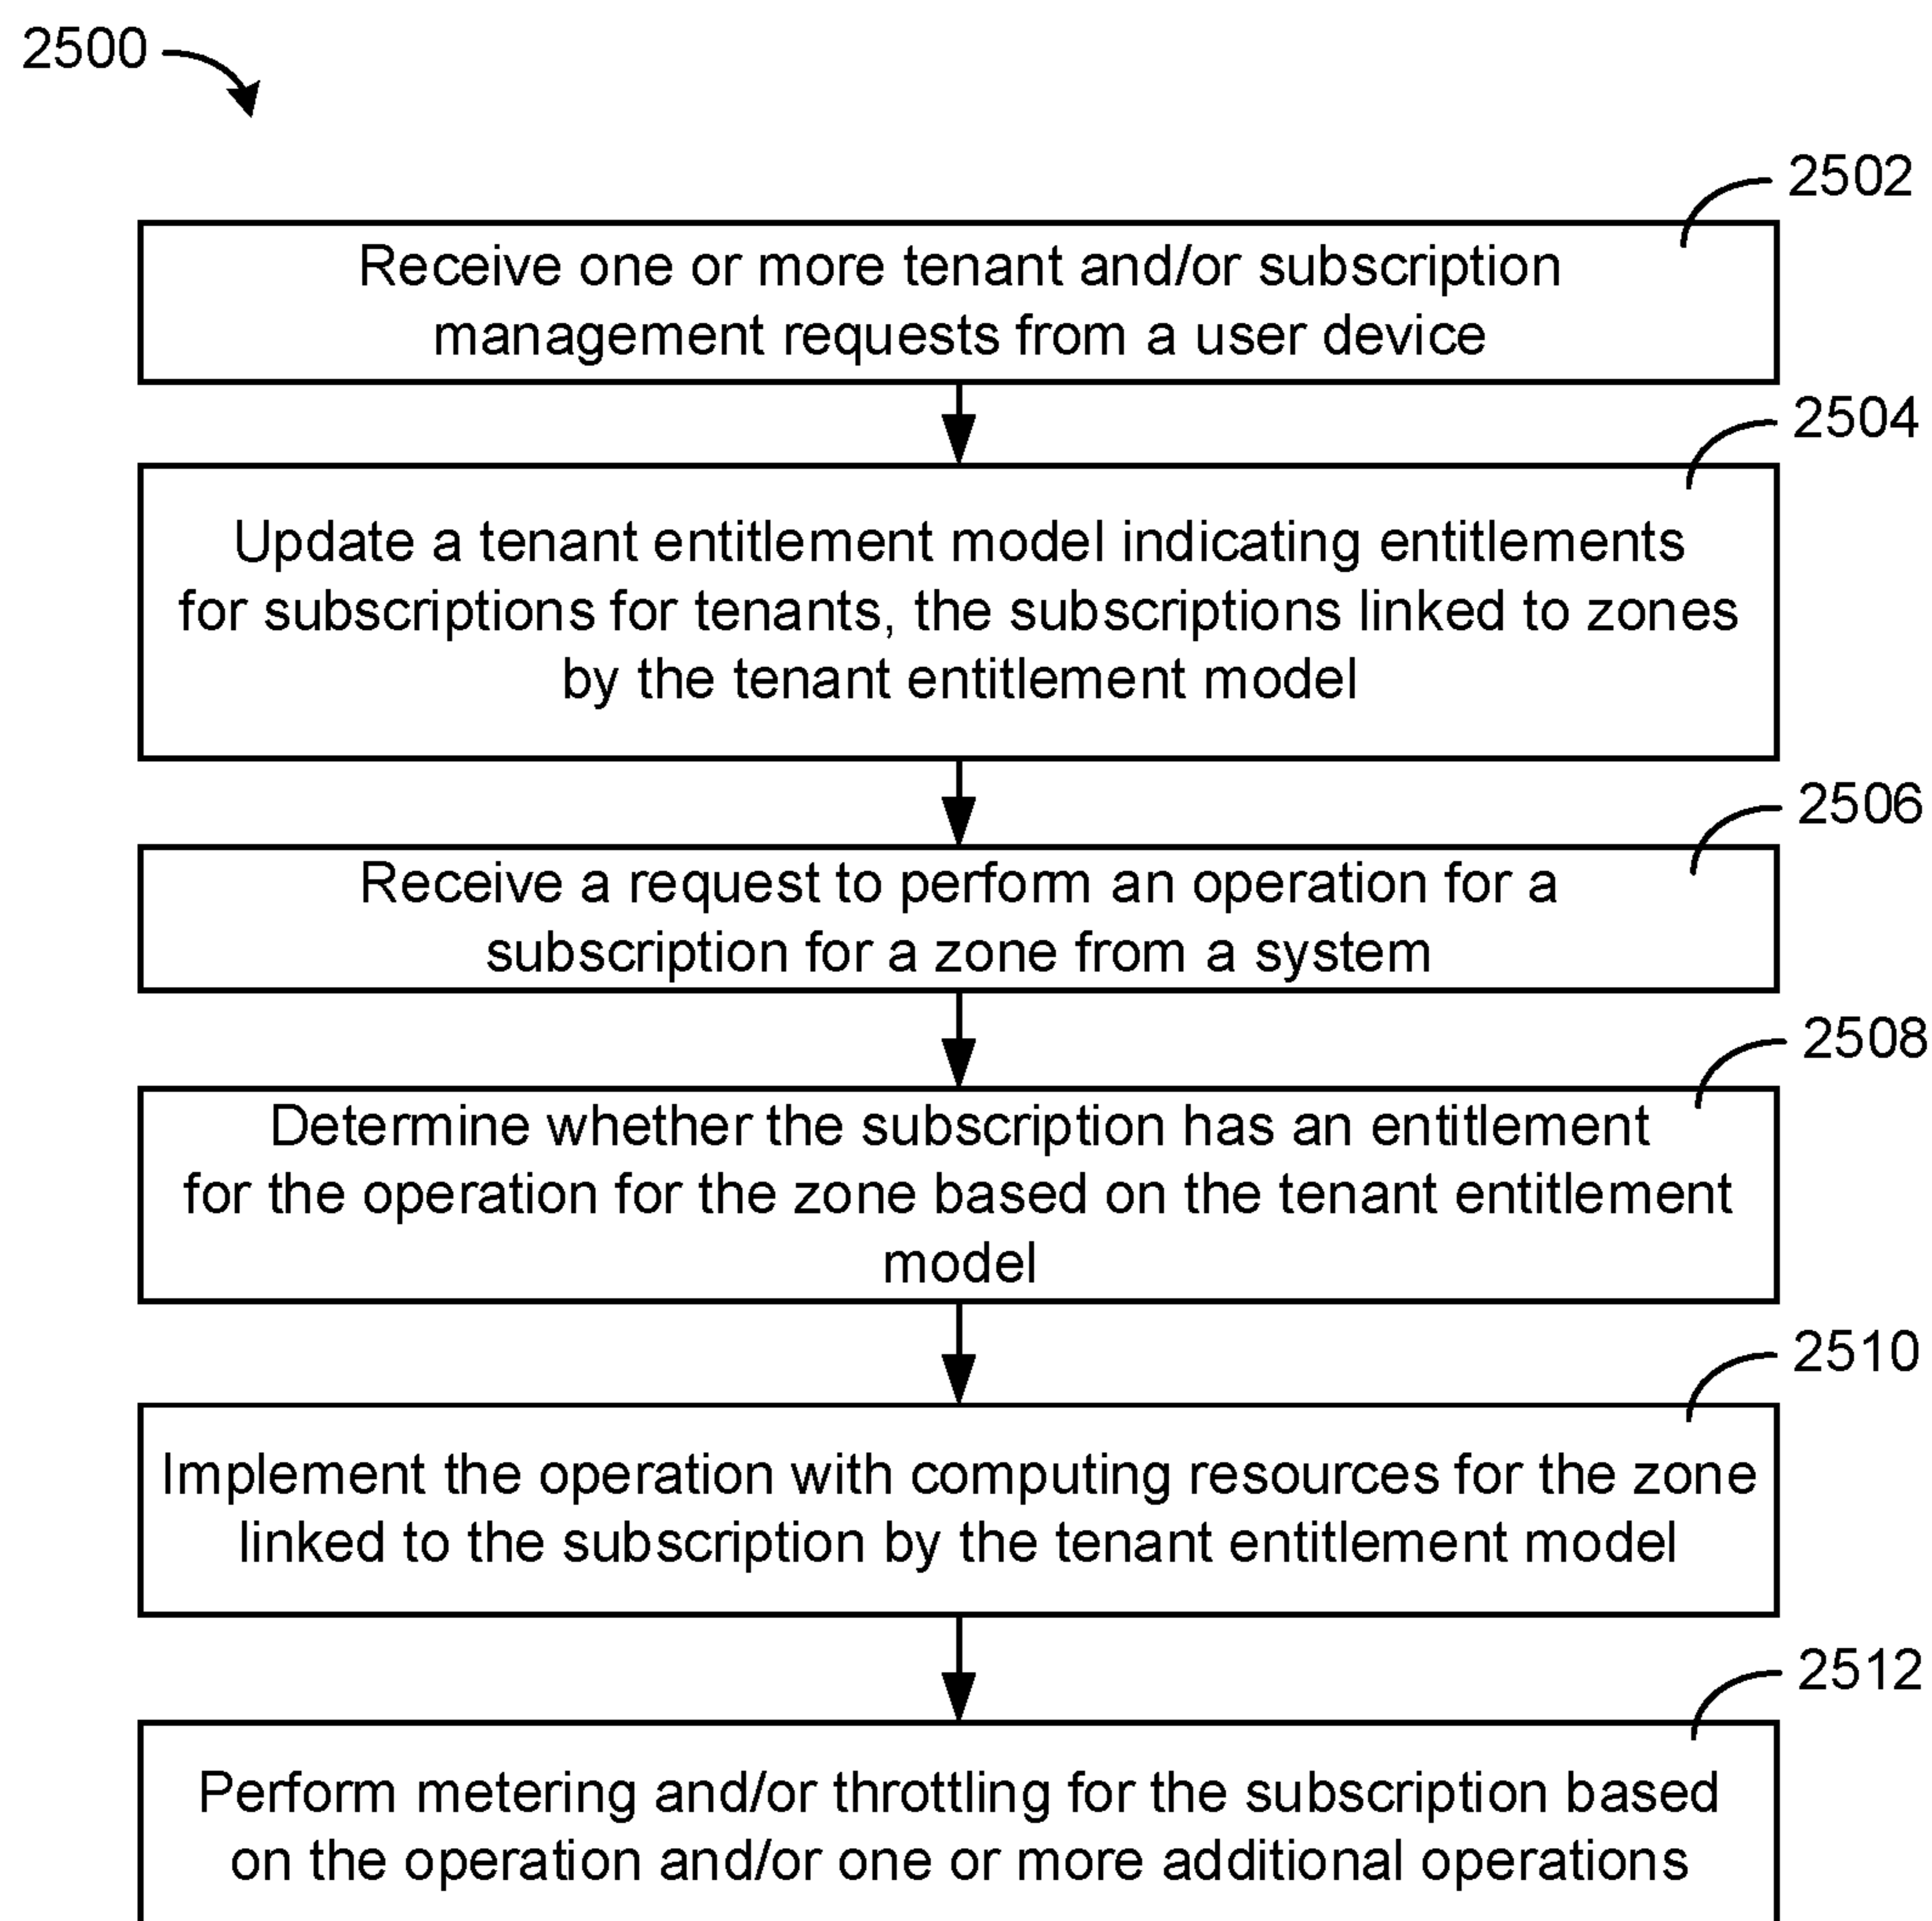 2500
2502
Receive one or more tenant and/or subscription
management requests from a user device
2504
Update a tenant entitlement model indicating entitlements
for subscriptions for tenants, the subscriptions linked to zones
by the tenant entitlement model
2506
Receive a request to perform an operation for a
subscription for a zone from a system
2508
Determine whether the subscription has an entitlement
for the operation for the zone based on the tenant entitlement
model
2510
Implement the operation with computing resources for the zone
linked to the subscription by the tenant entitlement model
2512
Perform metering and/or throttling for the subscription based
on the operation and/or one or more additional operations